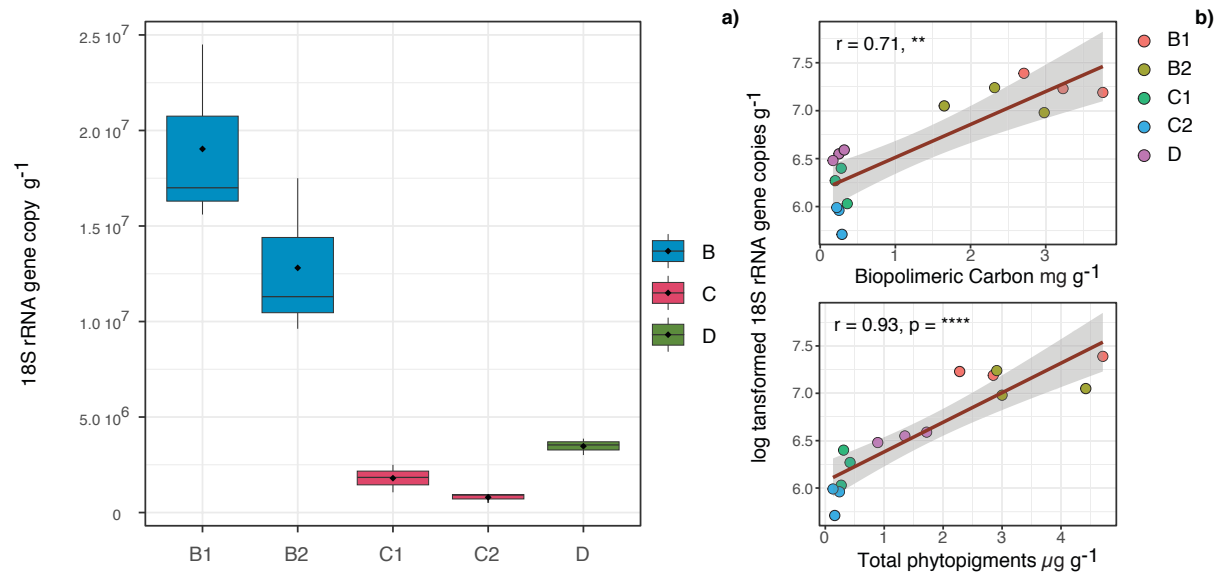 a)
18S rRNA gene copy g-1
2.5 10^7
2.0 10^7
1.5 10^7
1.0 10^7
5.0 10^6
0
B1 B2 C1 C2 D
B
C
D
b)
log tansformed 18S rRNA gene copies g-1
r = 0.71, **
7.5
7.0
6.5
6.0
0 1 2 3
Biopolimeric Carbon mg g-1
B1
B2
C1
C2
D
r = 0.93, p = ****
7.5
7.0
6.5
6.0
0 1 2 3 4
Total phytopigments µg g-1